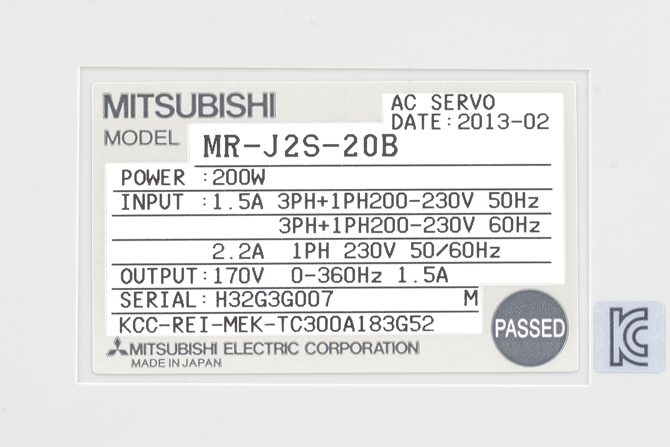 MITSUBISHI
AC SERVO
DATE:2013-02
MODEL MR-J2S-20B
POWER :200W
INPUT :1.5A 3PH+1PH200-230V 50Hz
3PH+1PH200-230V 60Hz
2.2A 1PH 230V 50/60Hz
OUTPUT:170V 0-360Hz 1.5A
SERIAL:H32G3G007 M
KCC-REI-MEK-TC300A183G52
PASSED
MITSUBISHI ELECTRIC CORPORATION
MADE IN JAPAN